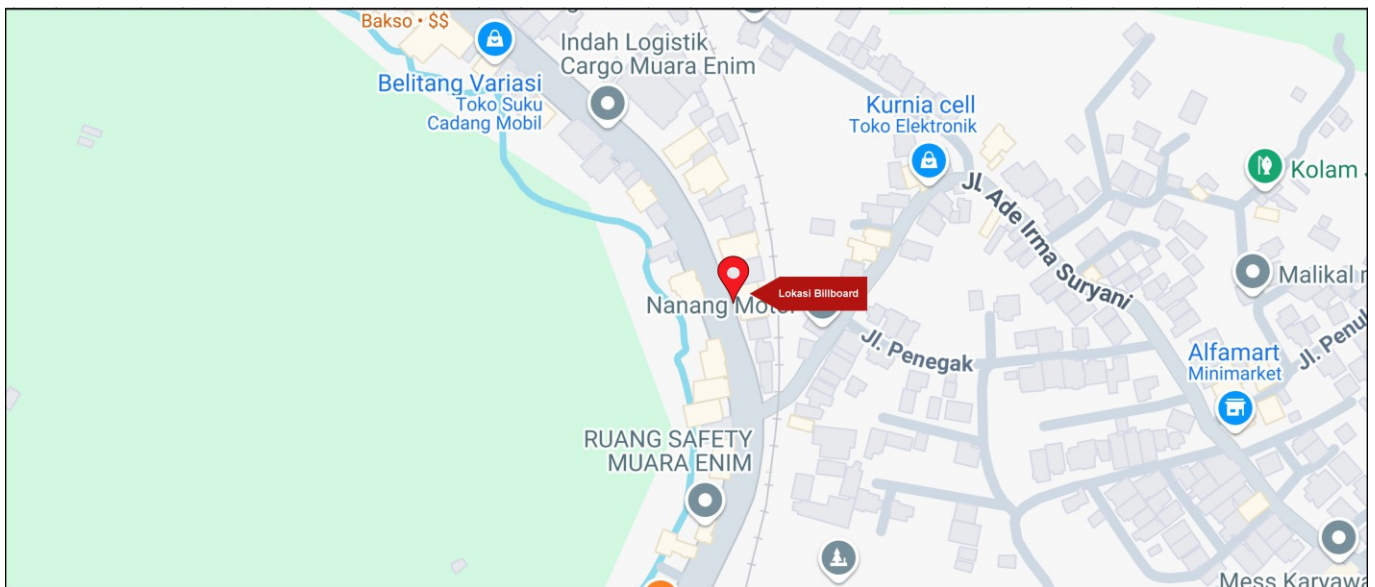 Bakso • $$
Belitang Variasi
Toko Suku
Cadang Mobil
Indah Logistik
Cargo Muara Enim
Kurnia cell
Toko Elektronik
Kolam
Jl. Ade Irma Suryani
Malikal
Lokasi Billboard
Nanang Motor
Jl. Penegak
Jl. Penu
Alfamart
Minimarket
RUANG SAFETY
MUARA ENIM
Mess Karyawa